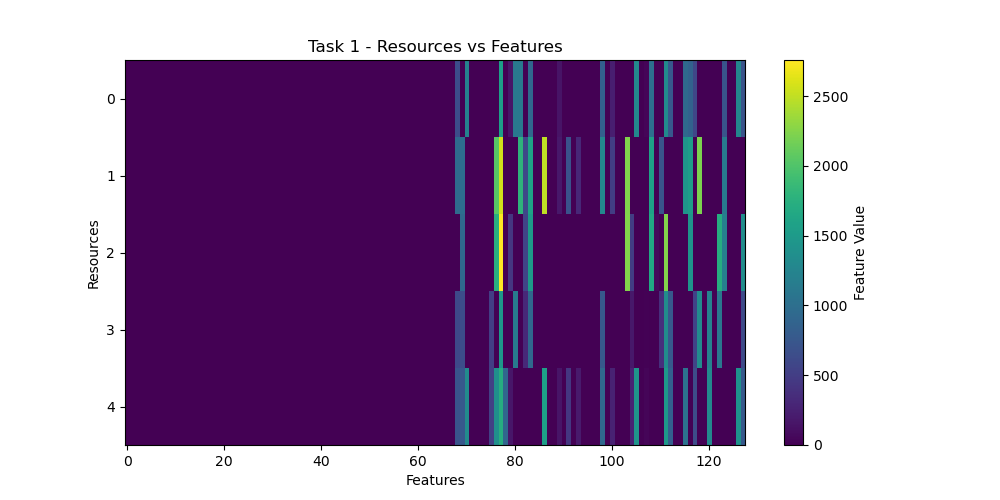 Task 1 - Resources vs Features
Resources
0
1
2
3
4
0 20 40 60 80 100 120
Features
2500
2000
1500
1000
500
0
Feature Value